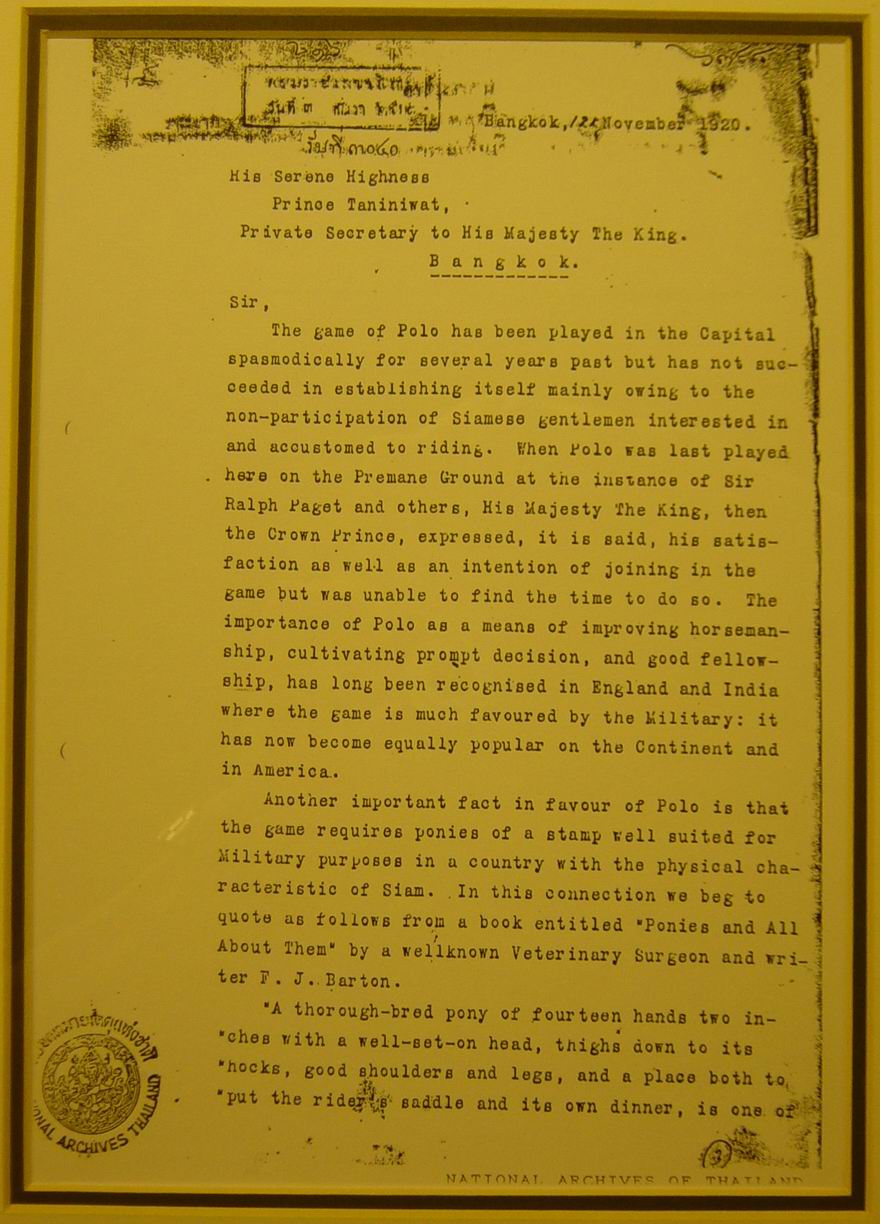 Bangkok, November 1920.
His Serene Highness
Prince Taniniwat,
Private Secretary to His Majesty The King.
B a n g k o k.
Sir,
The game of Polo has been played in the Capital
spasmodically for several years past but has not suc-
ceeded in establishing itself mainly owing to the
non-participation of Siamese gentlemen interested in
and accustomed to riding. When Polo was last played
here on the Premane Ground at the instance of Sir
Ralph Paget and others, His Majesty The King, then
the Crown Prince, expressed, it is said, his satis-
faction as well as an intention of joining in the
game but was unable to find the time to do so. The
importance of Polo as a means of improving horseman-
ship, cultivating prompt decision, and good fellow-
ship, has long been recognised in England and India
where the game is much favoured by the Military: it
has now become equally popular on the Continent and
in America.
Another important fact in favour of Polo is that
the game requires ponies of a stamp well suited for
Military purposes in a country with the physical cha-
racteristic of Siam. In this connection we beg to
quote as follows from a book entitled "Ponies and All
About Them" by a wellknown Veterinary Surgeon and wri-
ter F. J. Barton.
"A thorough-bred pony of fourteen hands two in-
"ches with a well-set-on head, thighs down to its
"hocks, good shoulders and legs, and a place both to
"put the rider's saddle and its own dinner, is one of
NATIONAL ARCHIVES THAILAND
NATIONAL ARCHIVES OF THAILAND